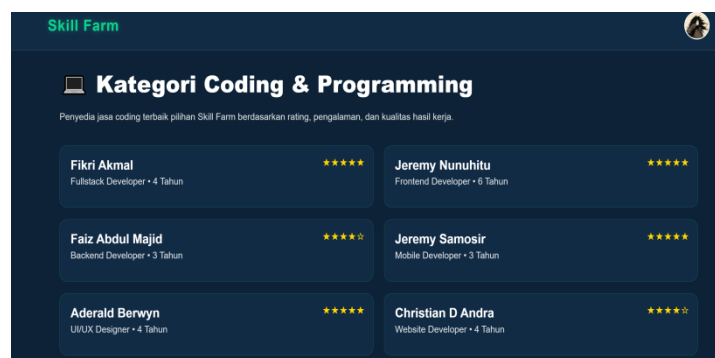 Skill Farm
💻 Kategori Coding & Programming
Penyedia jasa coding terbaik pilihan Skill Farm berdasarkan rating, pengalaman, dan kualitas hasil kerja.
Fikri Akmal ★★★★★
Fullstack Developer • 4 Tahun
Jeremy Nunuhitu ★★★★★
Frontend Developer • 6 Tahun
Faiz Abdul Majid ★★★★☆
Backend Developer • 3 Tahun
Jeremy Samosir ★★★★★
Mobile Developer • 3 Tahun
Aderald Berwyn ★★★★★
UI/UX Designer • 4 Tahun
Christian D Andra ★★★★☆
Website Developer • 4 Tahun